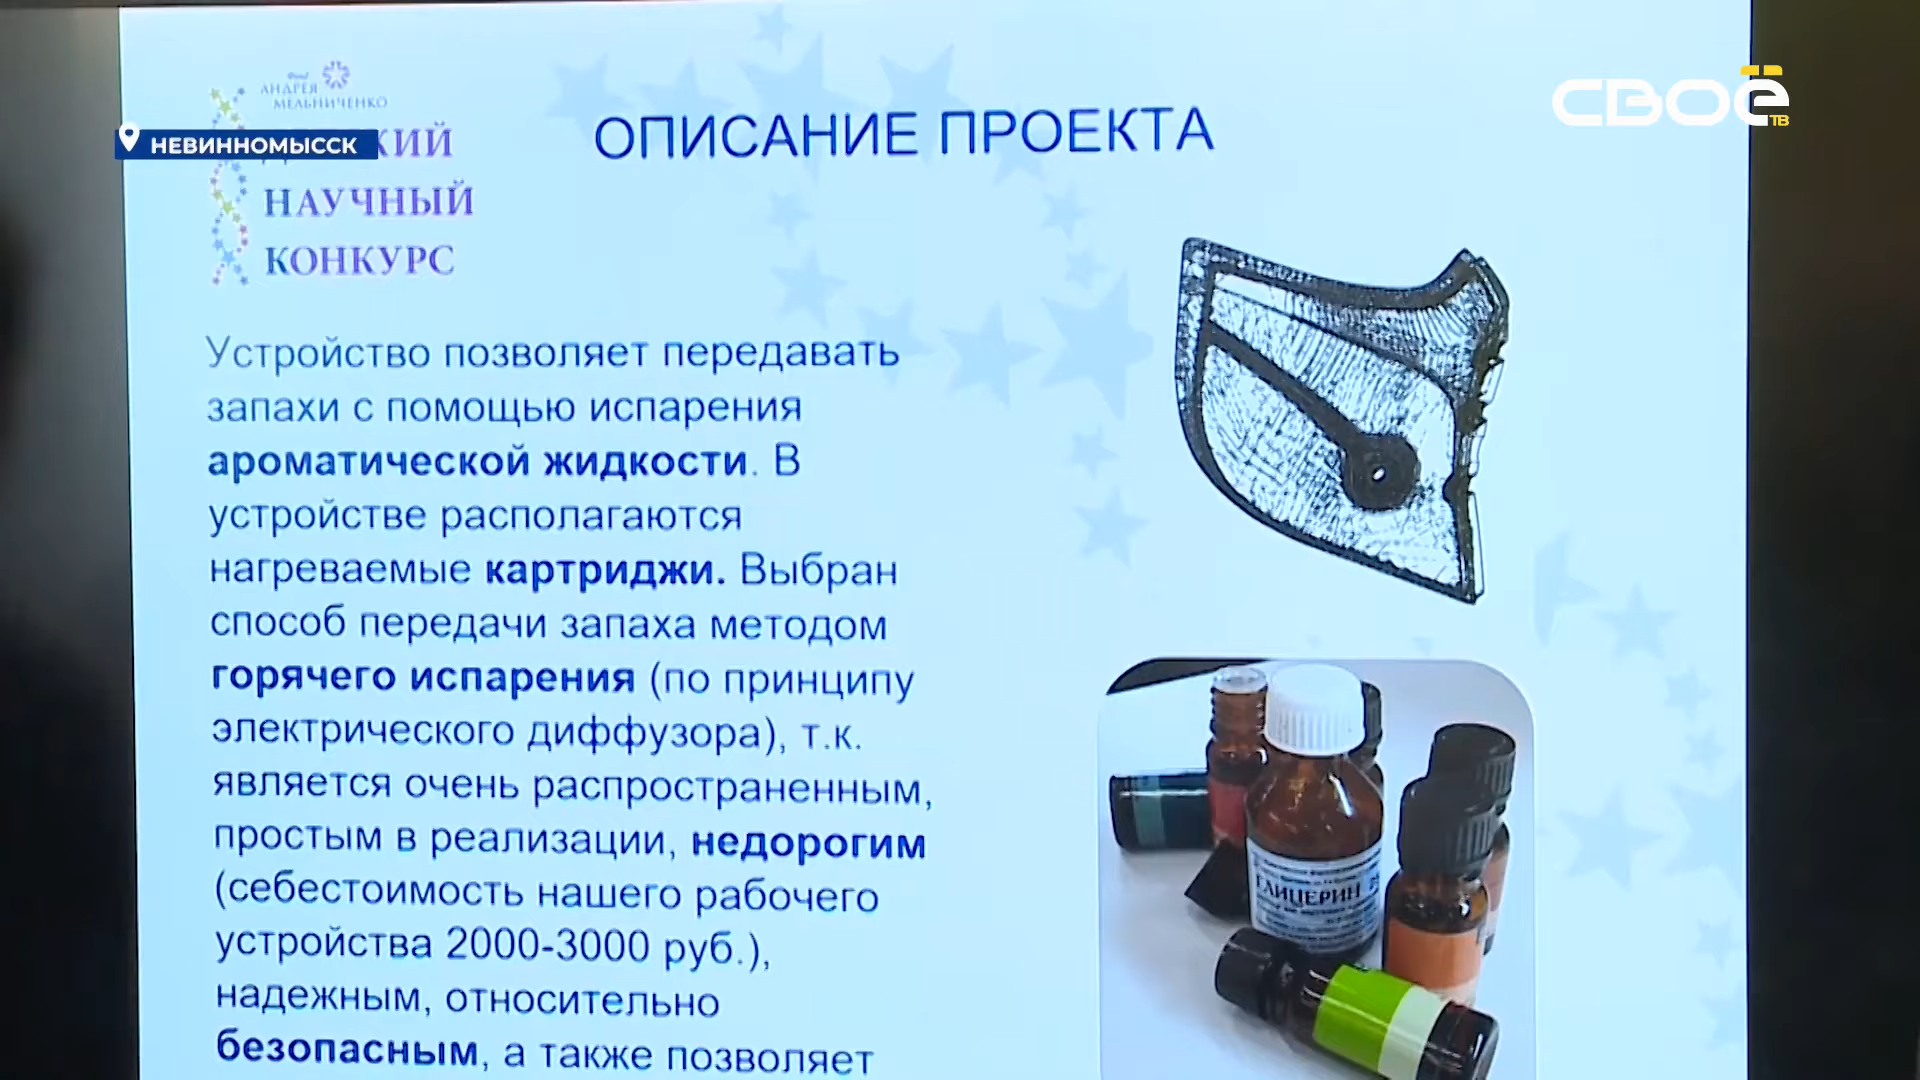 Фонд
АНДРЕЯ
МЕЛЬНИЧЕНКО
НЕВИННОМЫССК
КИЙ
НАУЧНЫЙ
КОНКУРС
ОПИСАНИЕ ПРОЕКТА
СВОЁ
ТВ
Устройство позволяет передавать
запахи с помощью испарения
ароматической жидкости. В
устройстве располагаются
нагреваемые картриджи. Выбран
способ передачи запаха методом
горячего испарения (по принципу
электрического диффузора), т.к.
является очень распространенным,
простым в реализации, недорогим
(себестоимость нашего рабочего
устройства 2000-3000 руб.),
надежным, относительно
безопасным, а также позволяет
ГЛИЦЕРИН